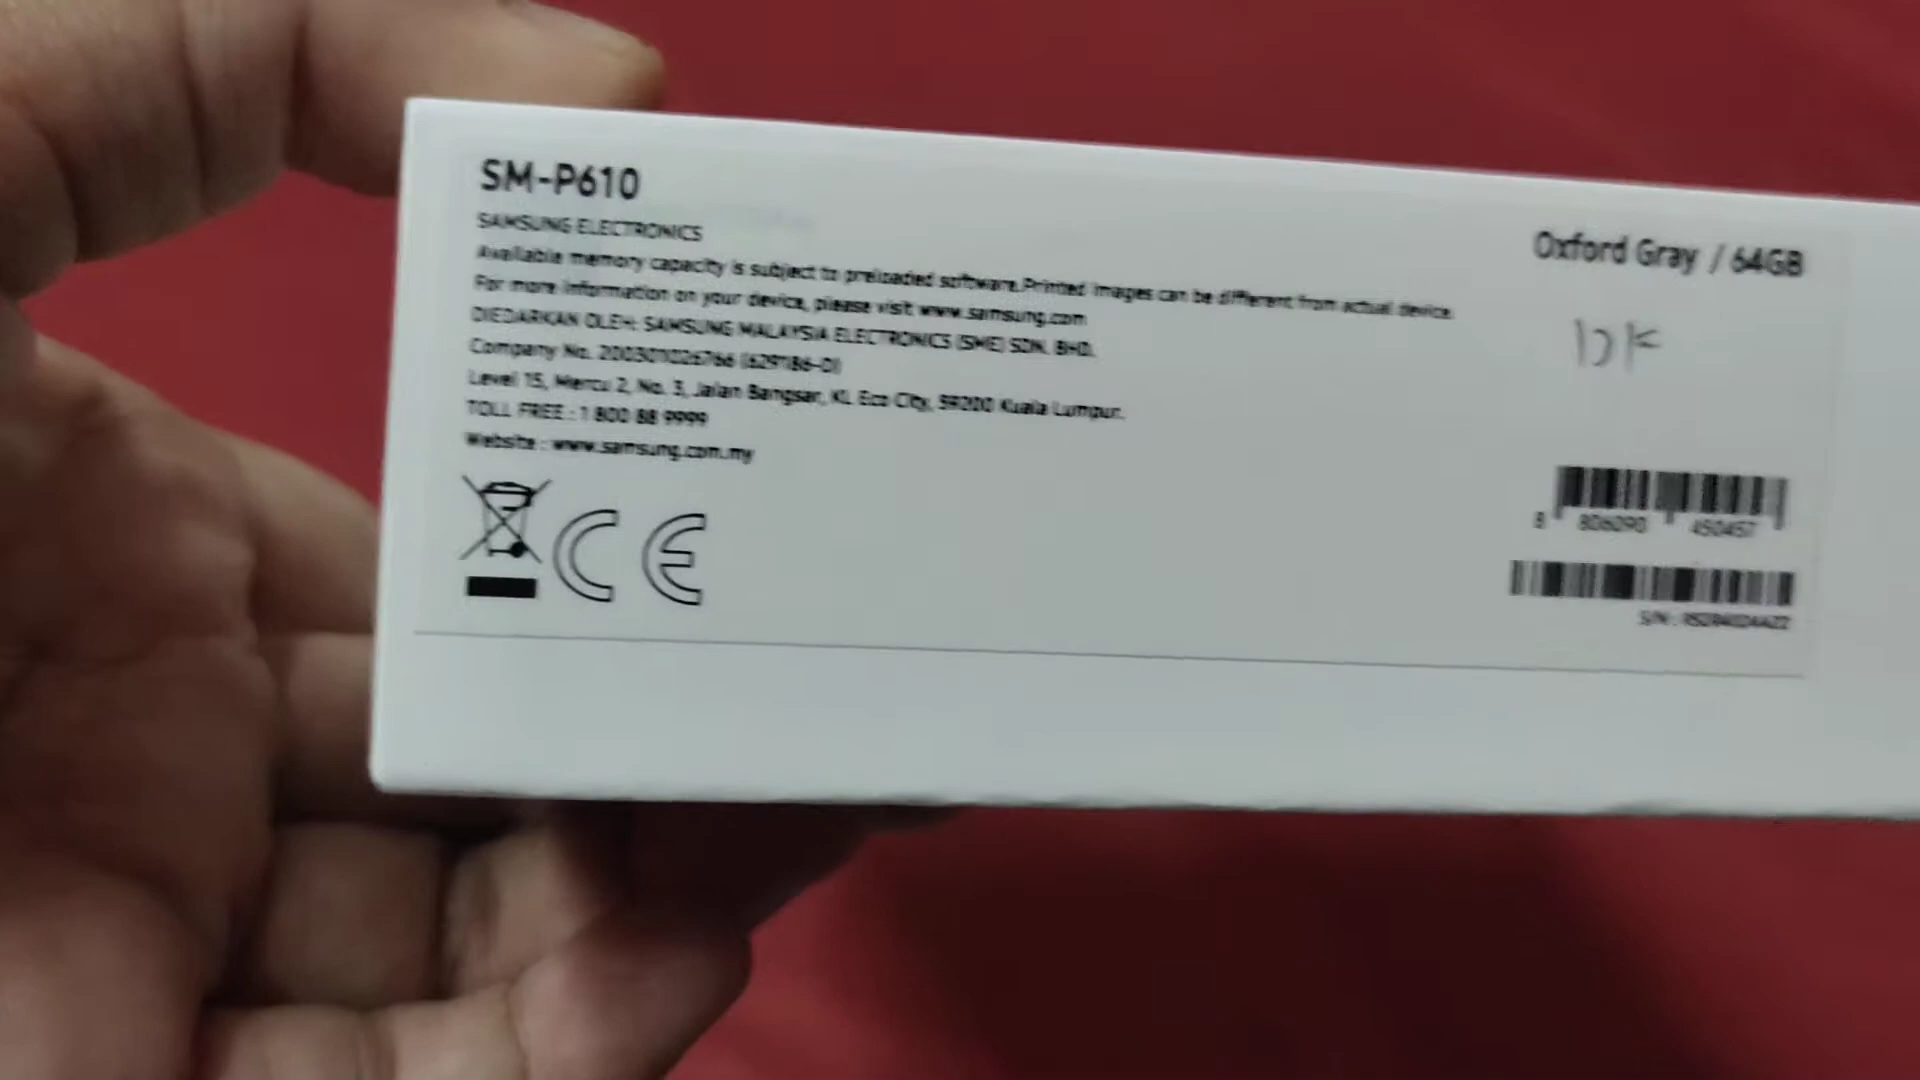 SM-P610
SAMSUNG ELECTRONICS
Available memory capacity is subject to preloaded software.Printed images can be different from actual device.
For more information on your device, please visit www.samsung.com
DIEDARKAN OLEH: SAMSUNG MALAYSIA ELECTRONICS (SME) SDN. BHD.
Company No. 200301026766 (629186-D)
Level 15, Mercu 2, No. 3, Jalan Bangsar, KL Eco City, 59200 Kuala Lumpur.
TOLL FREE : 1 800 88 9999
Website : www.samsung.com.my
CE
Oxford Gray / 64GB
8 806090 450457
S/N :